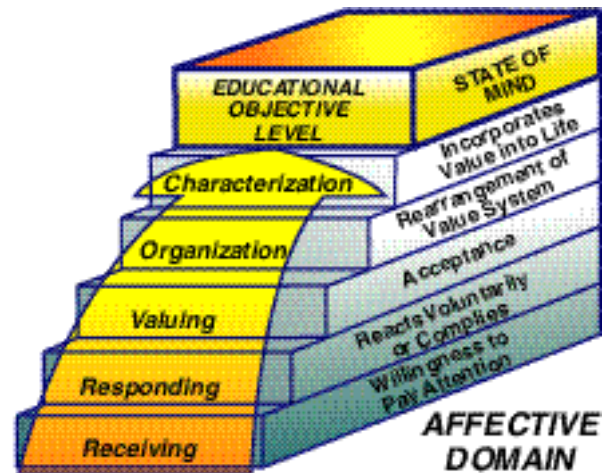 EDUCATIONAL
OBJECTIVE
LEVEL
STATE OF
MIND
Characterization
Incorporates
Value into Life
Organization
Rearrangement of
Value System
Valuing
Acceptance
Responding
Reacts Voluntarity
or Complies
Receiving
Willingness to
Pay Attention
AFFECTIVE
DOMAIN